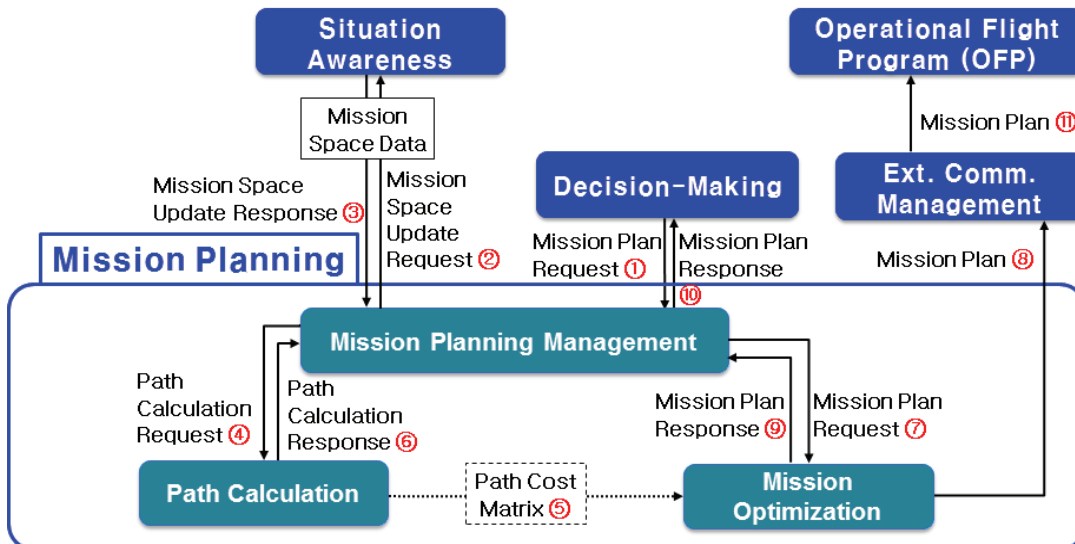 Situation
Awareness
Operational Flight
Program (OFP)
Mission
Space Data
Mission Plan ⑪
Mission Space
Update Response ③
Mission
Space
Update
Request ②
Decision-Making
Ext. Comm.
Management
Mission Planning
Mission Plan
Request ①
Mission Plan
Response
⑩
Mission Plan ⑧
Mission Planning Management
Path
Calculation
Request ④
Path
Calculation
Response ⑥
Mission Plan
Response ⑨
Mission Plan
Request ⑦
Path Calculation
Path Cost
Matrix ⑤
Mission
Optimization